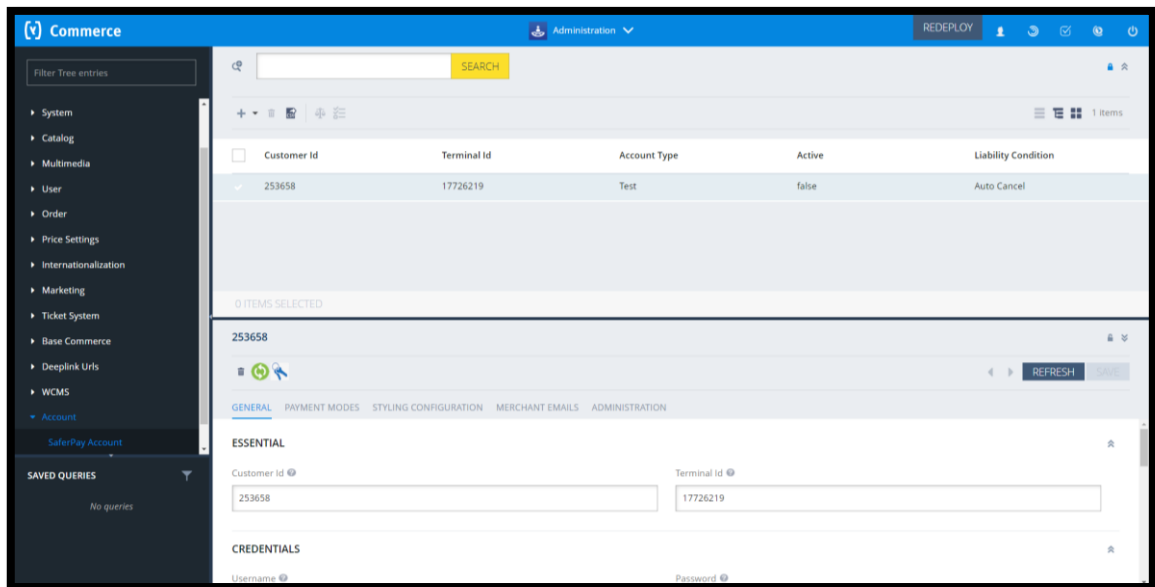 (y) Commerce
Administration
REDEPLOY
Filter Tree entries
System
Catalog
Multimedia
User
Order
Price Settings
Internationalization
Marketing
Ticket System
Base Commerce
Deeplink Urls
WCMS
Account
SaferPay Account
SAVED QUERIES
No queries
SEARCH
1 items
Customer Id Terminal Id Account Type Active Liability Condition
253658 17726219 Test false Auto Cancel
0 ITEMS SELECTED
253658
REFRESH SAVE
GENERAL PAYMENT MODES STYLING CONFIGURATION MERCHANT EMAILS ADMINISTRATION
ESSENTIAL
Customer Id Terminal Id
253658 17726219
CREDENTIALS
Username Password